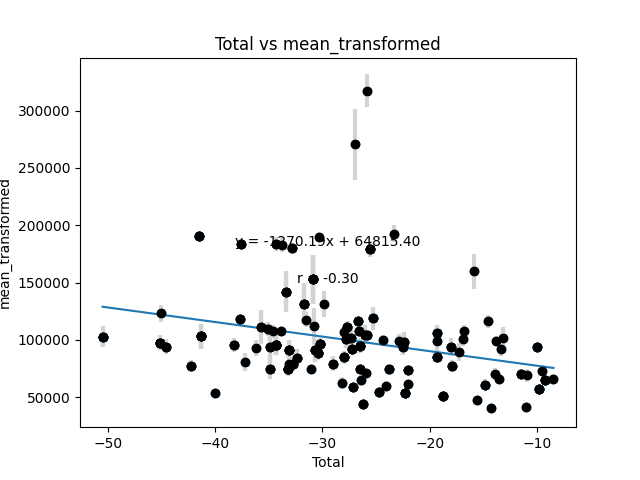 Total vs mean_transformed
300000
250000
200000
150000
100000
50000
mean_transformed
y = -1270.19x + 64815.40
r = -0.30
−50
−40
−30
−20
−10
Total